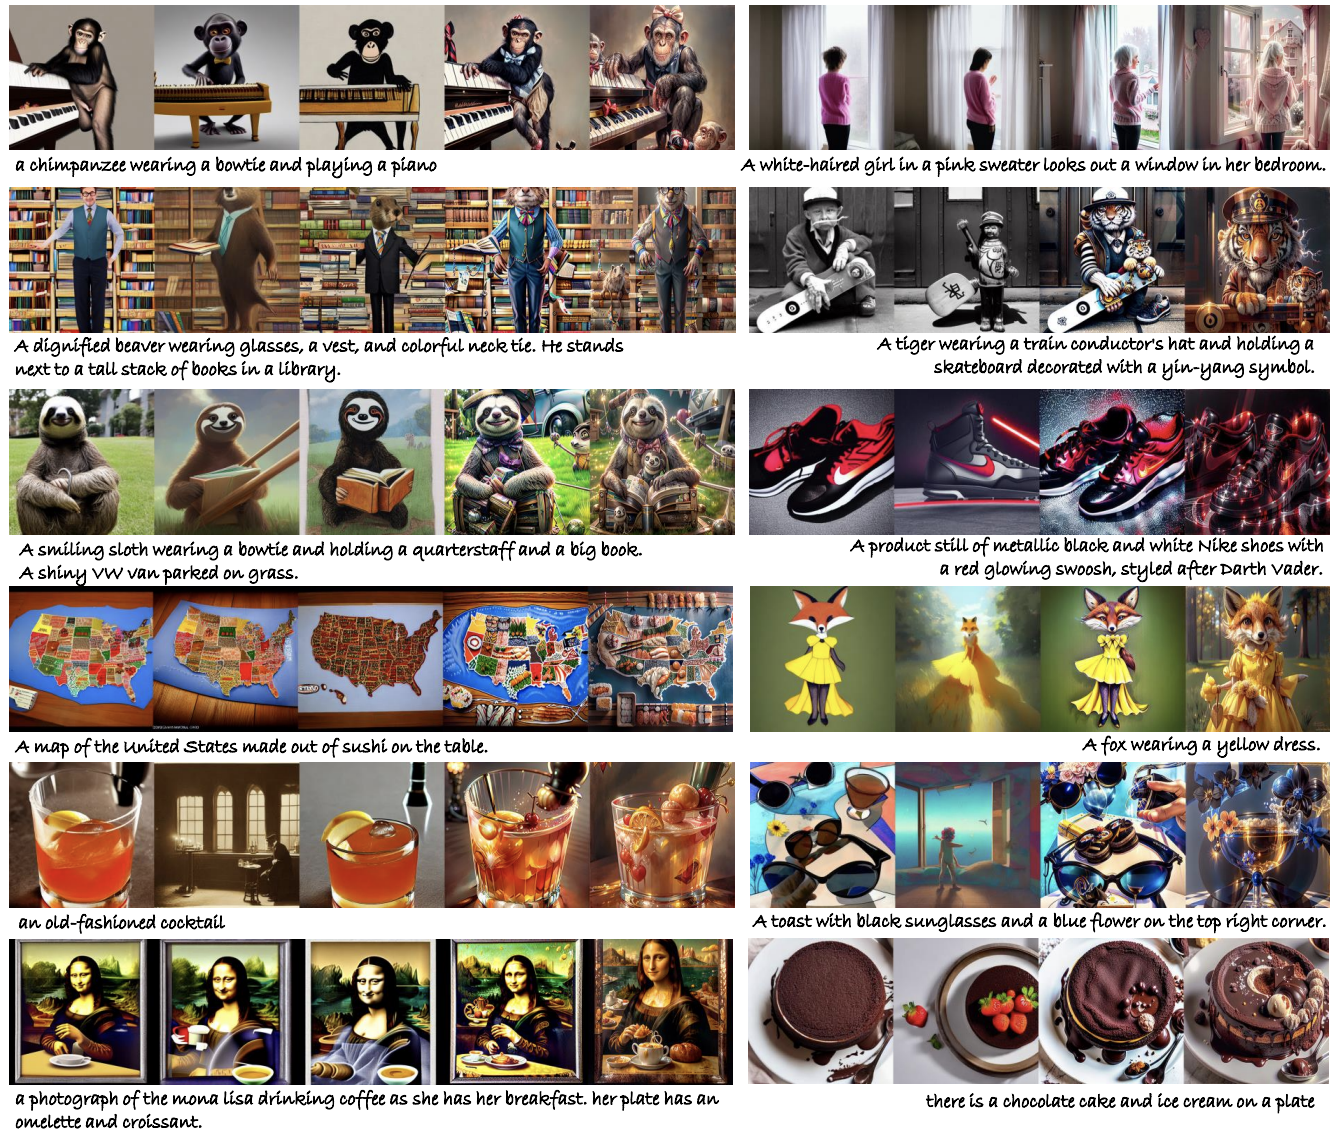 a chimpanzee wearing a bowtie and playing a piano
A white-haired girl in a pink sweater looks out a window in her bedroom.
A dignified beaver wearing glasses, a vest, and colorful neck tie. He stands
next to a tall stack of books in a library.
A tiger wearing a train conductor's hat and holding a
skateboard decorated with a yin-yang symbol.
A smiling sloth wearing a bowtie and holding a quarterstaff and a big book.
A shiny VW van parked on grass.
A product still of metallic black and white Nike shoes with
a red glowing swoosh, styled after Darth Vader.
A map of the United States made out of sushi on the table.
A fox wearing a yellow dress.
an old-fashioned cocktail
A toast with black sunglasses and a blue flower on the top right corner.
a photograph of the mona lisa drinking coffee as she has her breakfast. her plate has an
omelette and croissant.
there is a chocolate cake and ice cream on a plate